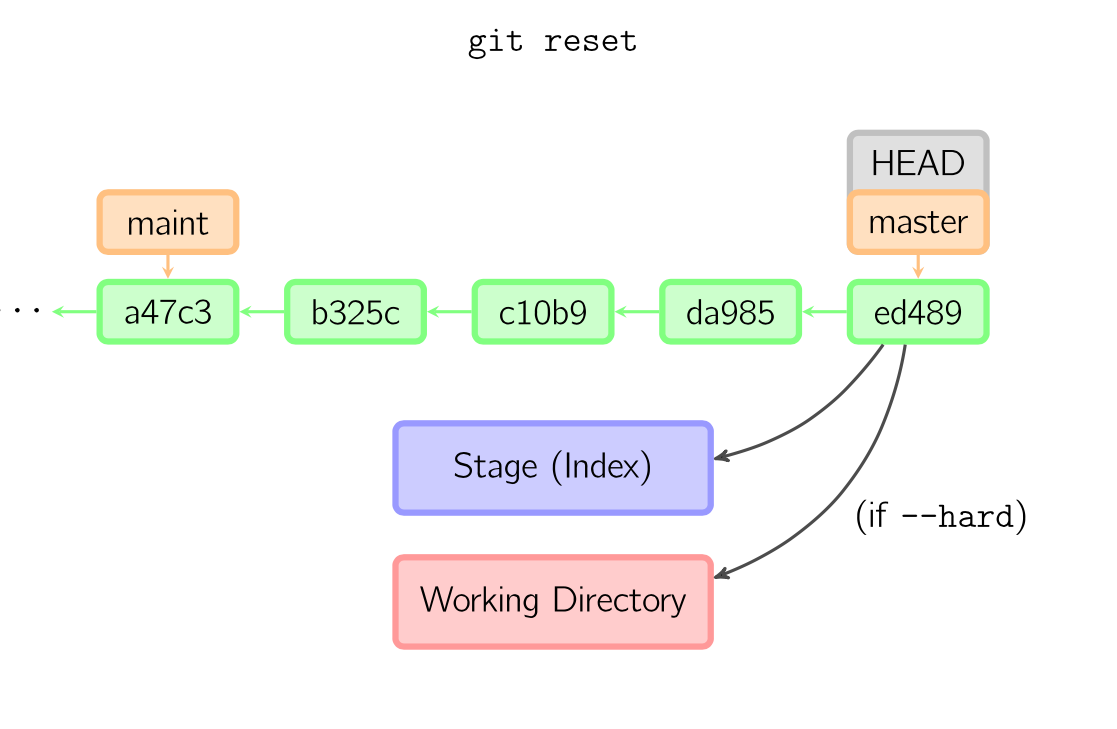 git reset
HEAD
maint
master
...
a47c3
b325c
c10b9
da985
ed489
Stage (Index)
(if --hard)
Working Directory